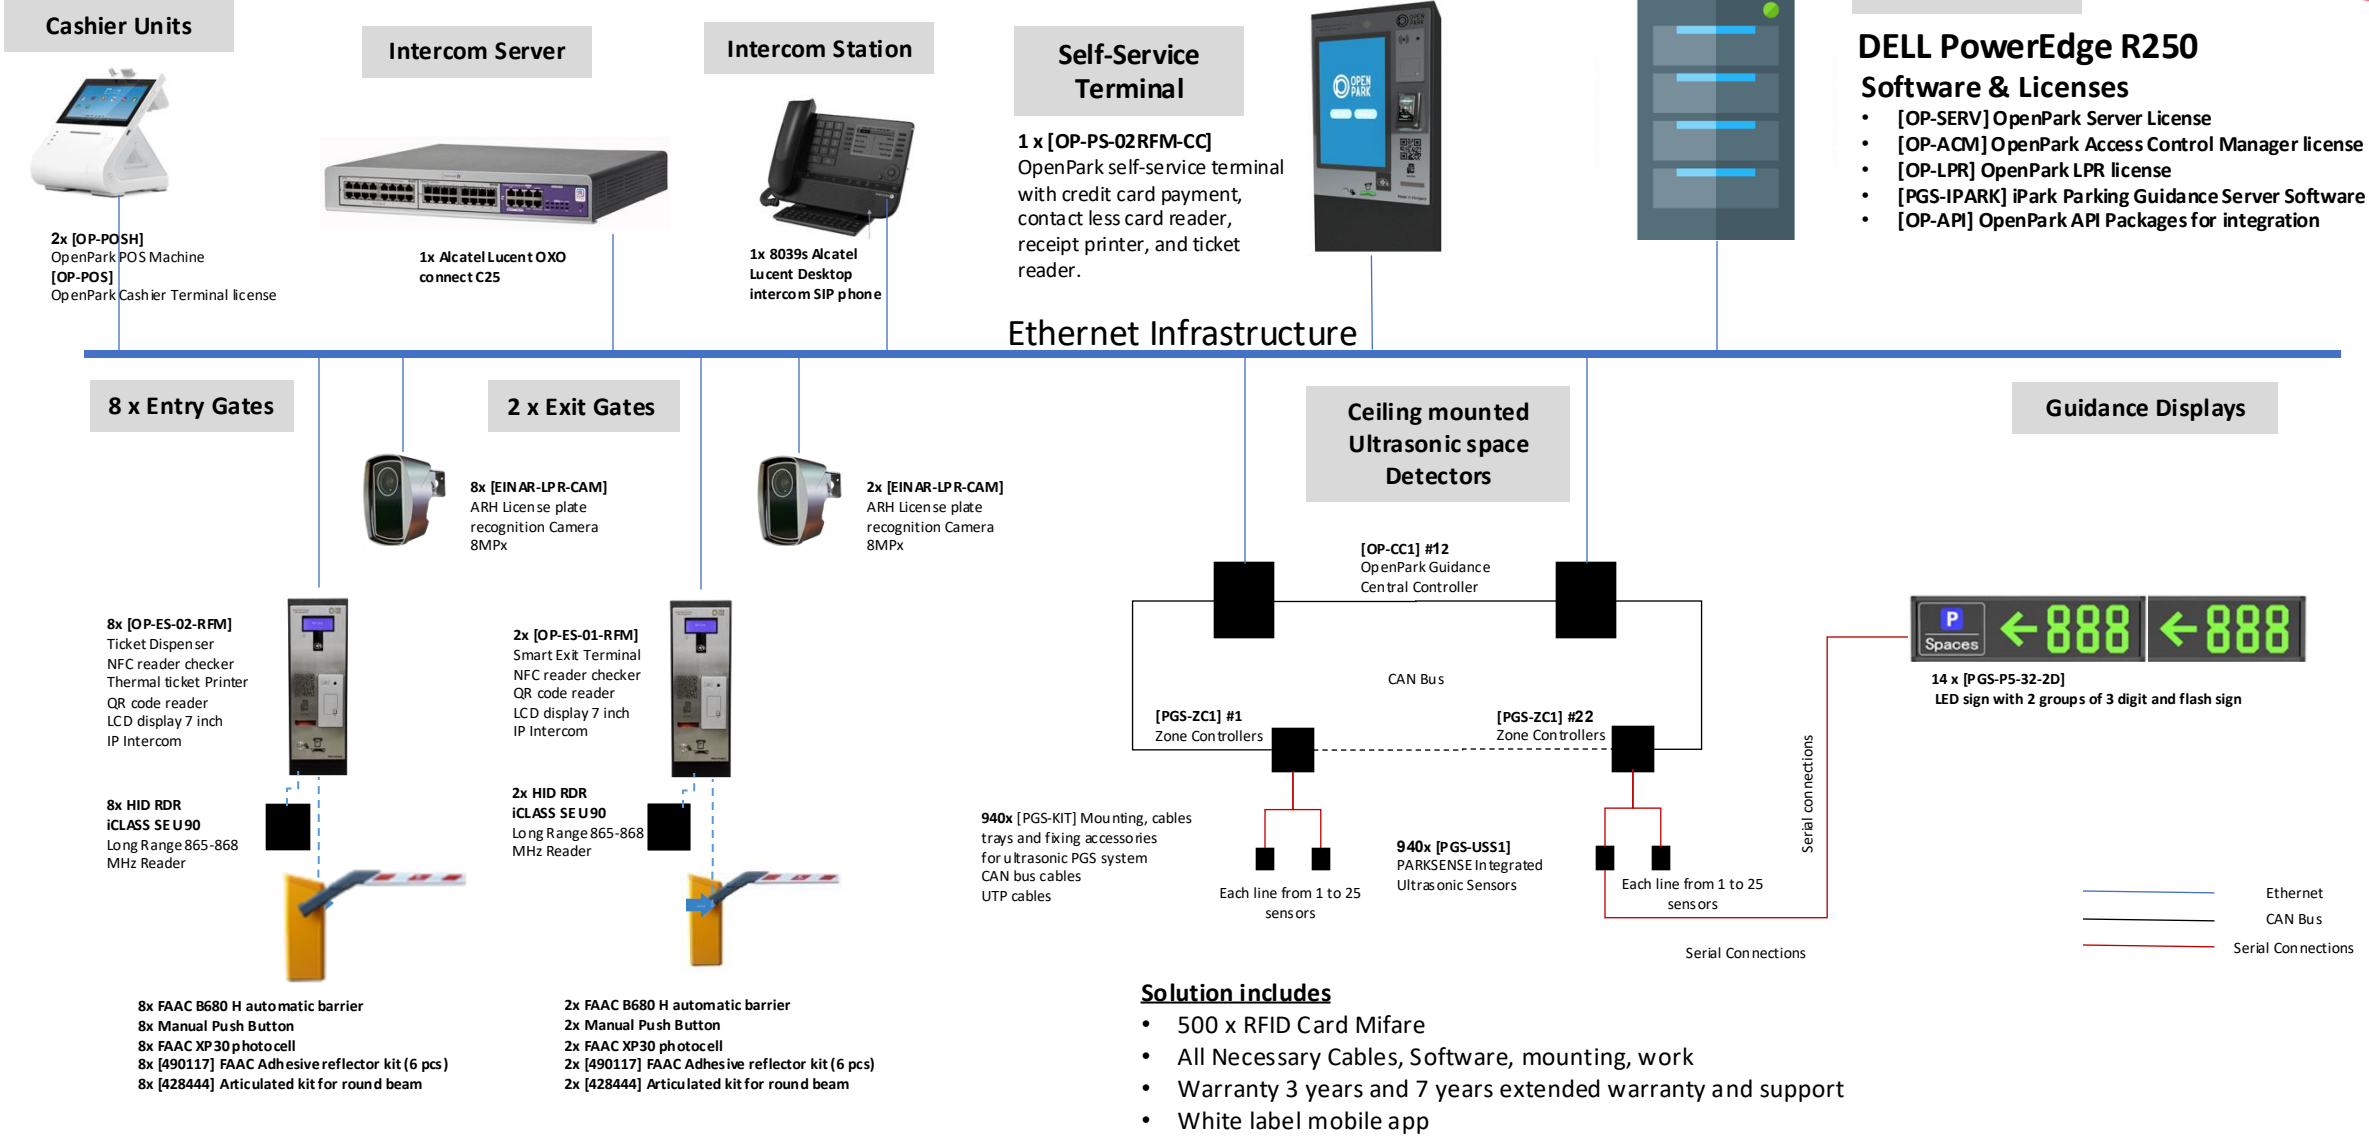 Cashier Units
2x [OP-POSH]
OpenPark POS Machine
[OP-POS]
OpenPark Cashier Terminal license
Intercom Server
1x Alcatel Lucent OXO
connect C25
Intercom Station
1x 8039s Alcatel
Lucent Desktop
intercom SIP phone
Self-Service
Terminal
1 x [OP-PS-02RFM-CC]
OpenPark self-service terminal
with credit card payment,
contact less card reader,
receipt printer, and ticket
reader.
OPEN
PARK
OPEN
PARK
DELL PowerEdge R250
Software & Licenses
• [OP-SERV] OpenPark Server License
• [OP-ACM] OpenPark Access Control Manager license
• [OP-LPR] OpenPark LPR license
• [PGS-IPARK] iPark Parking Guidance Server Software
• [OP-API] OpenPark API Packages for integration
Ethernet Infrastructure
8 x Entry Gates
8x [EINAR-LPR-CAM]
ARH License plate
recognition Camera
8MPx
8x [OP-ES-02-RFM]
Ticket Dispenser
NFC reader checker
Thermal ticket Printer
QR code reader
LCD display 7 inch
IP Intercom
8x HID RDR
iCLASS SE U90
Long Range 865-868
MHz Reader
8x FAAC B680 H automatic barrier
8x Manual Push Button
8x FAAC XP30 photocell
8x [490117] FAAC Adhesive reflector kit (6 pcs)
8x [428444] Articulated kit for round beam
2 x Exit Gates
2x [EINAR-LPR-CAM]
ARH License plate
recognition Camera
8MPx
2x [OP-ES-01-RFM]
Smart Exit Terminal
NFC reader checker
QR code reader
LCD display 7 inch
IP Intercom
2x HID RDR
iCLASS SE U90
Long Range 865-868
MHz Reader
2x FAAC B680 H automatic barrier
2x Manual Push Button
2x FAAC XP30 photocell
2x [490117] FAAC Adhesive reflector kit (6 pcs)
2x [428444] Articulated kit for round beam
Ceiling mounted
Ultrasonic space
Detectors
[OP-CC1] #12
OpenPark Guidance
Central Controller
CAN Bus
[PGS-ZC1] #1
Zone Controllers
[PGS-ZC1] #22
Zone Controllers
940x [PGS-KIT] Mounting, cables
trays and fixing accessories
for ultrasonic PGS system
CAN bus cables
UTP cables
Each line from 1 to 25
sensors
940x [PGS-USS1]
PARKSENSE Integrated
Ultrasonic Sensors
Each line from 1 to 25
sensors
Serial connections
Serial Connections
Guidance Displays
P
Spaces
←888 ←888
14 x [PGS-P5-32-2D]
LED sign with 2 groups of 3 digit and flash sign
Ethernet
CAN Bus
Serial Connections
Solution includes
• 500 x RFID Card Mifare
• All Necessary Cables, Software, mounting, work
• Warranty 3 years and 7 years extended warranty and support
• White label mobile app